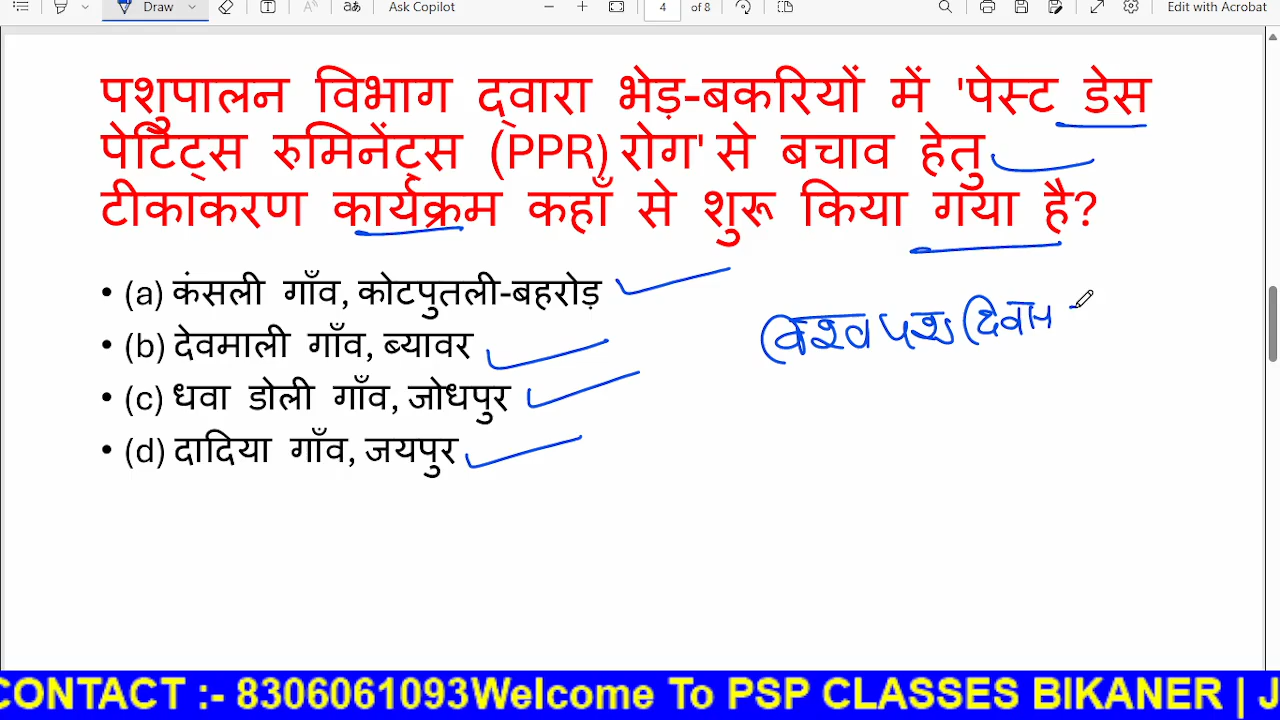 Draw
Ask Copilot
4 of 8
Edit with Acrobat
पशुपालन विभाग द्वारा भेड़-बकरियों में 'पेस्ट डेस
पेटिट्स रुमिनेंट्स (PPR) रोग' से बचाव हेतु
टीकाकरण कार्यक्रम कहाँ से शुरू किया गया है?
• (a) कंसली गाँव, कोटपुतली-बहरोड़
विश्व पशु दिवस -
• (b) देवमाली गाँव, ब्यावर
• (c) धवा डोली गाँव, जोधपुर
• (d) दादिया गाँव, जयपुर
CONTACT :- 8306061093Welcome To PSP CLASSES BIKANER | J